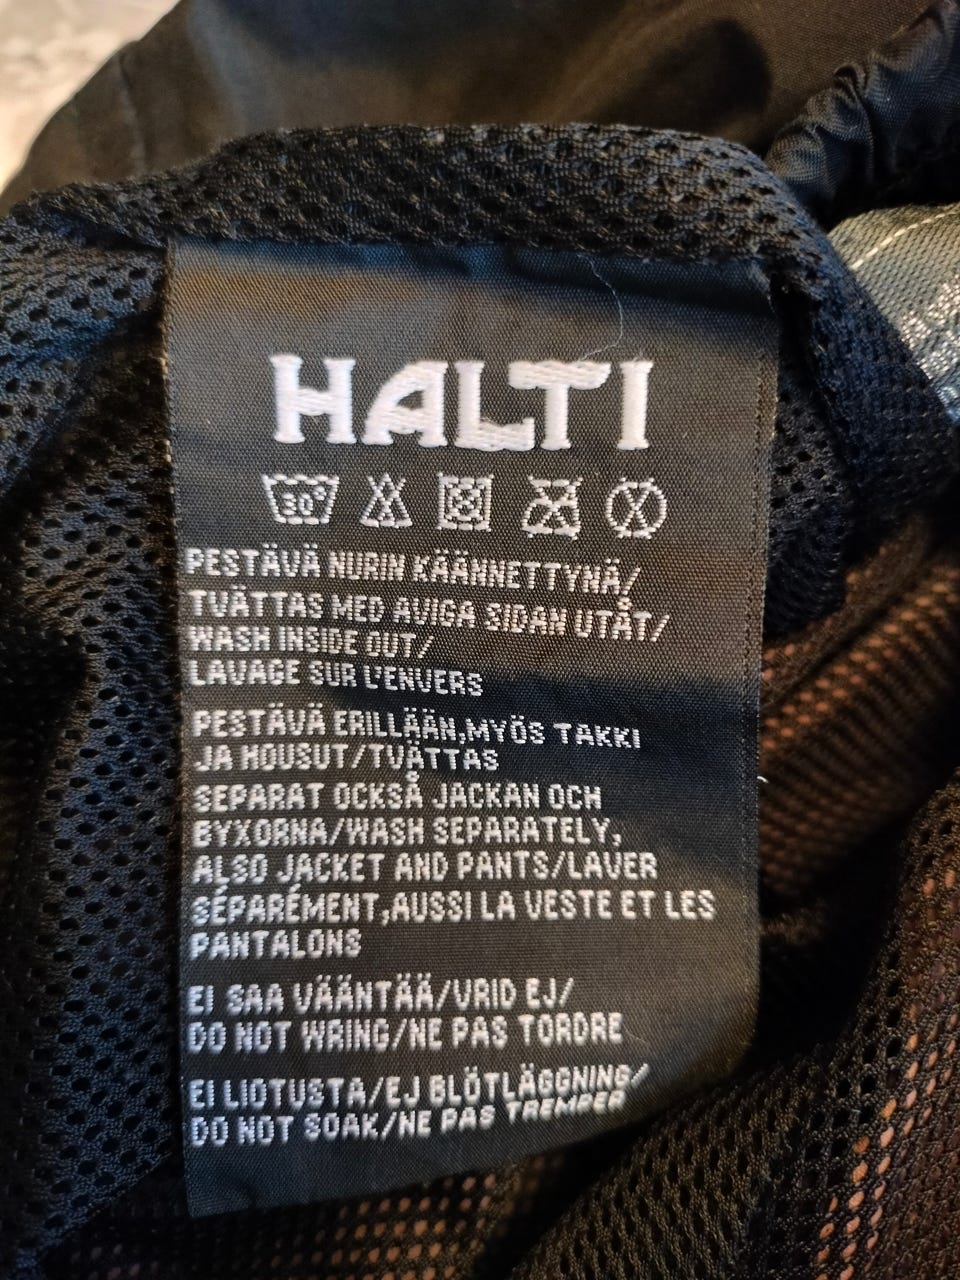 HALTI
30°
PESTÄVÄ NURIN KÄÄNNETTYNÄ/
TVÄTTAS MED AVIGA SIDAN UTÅT/
WASH INSIDE OUT/
LAVAGE SUR L'ENVERS
PESTÄVÄ ERILLÄÄN,MYÖS TAKKI
JA HOUSUT/TVÄTTAS
SEPARAT OCKSÅ JACKAN OCH
BYXORNA/WASH SEPARATELY,
ALSO JACKET AND PANTS/LAVER
SÉPARÉMENT,AUSSI LA VESTE ET LES
PANTALONS
EI SAA VÄÄNTÄÄ/VRID EJ/
DO NOT WRING/NE PAS TORDRE
EI LIOTUSTA/EJ BLÖTLÄGGNING/
DO NOT SOAK/NE PAS TREMPER